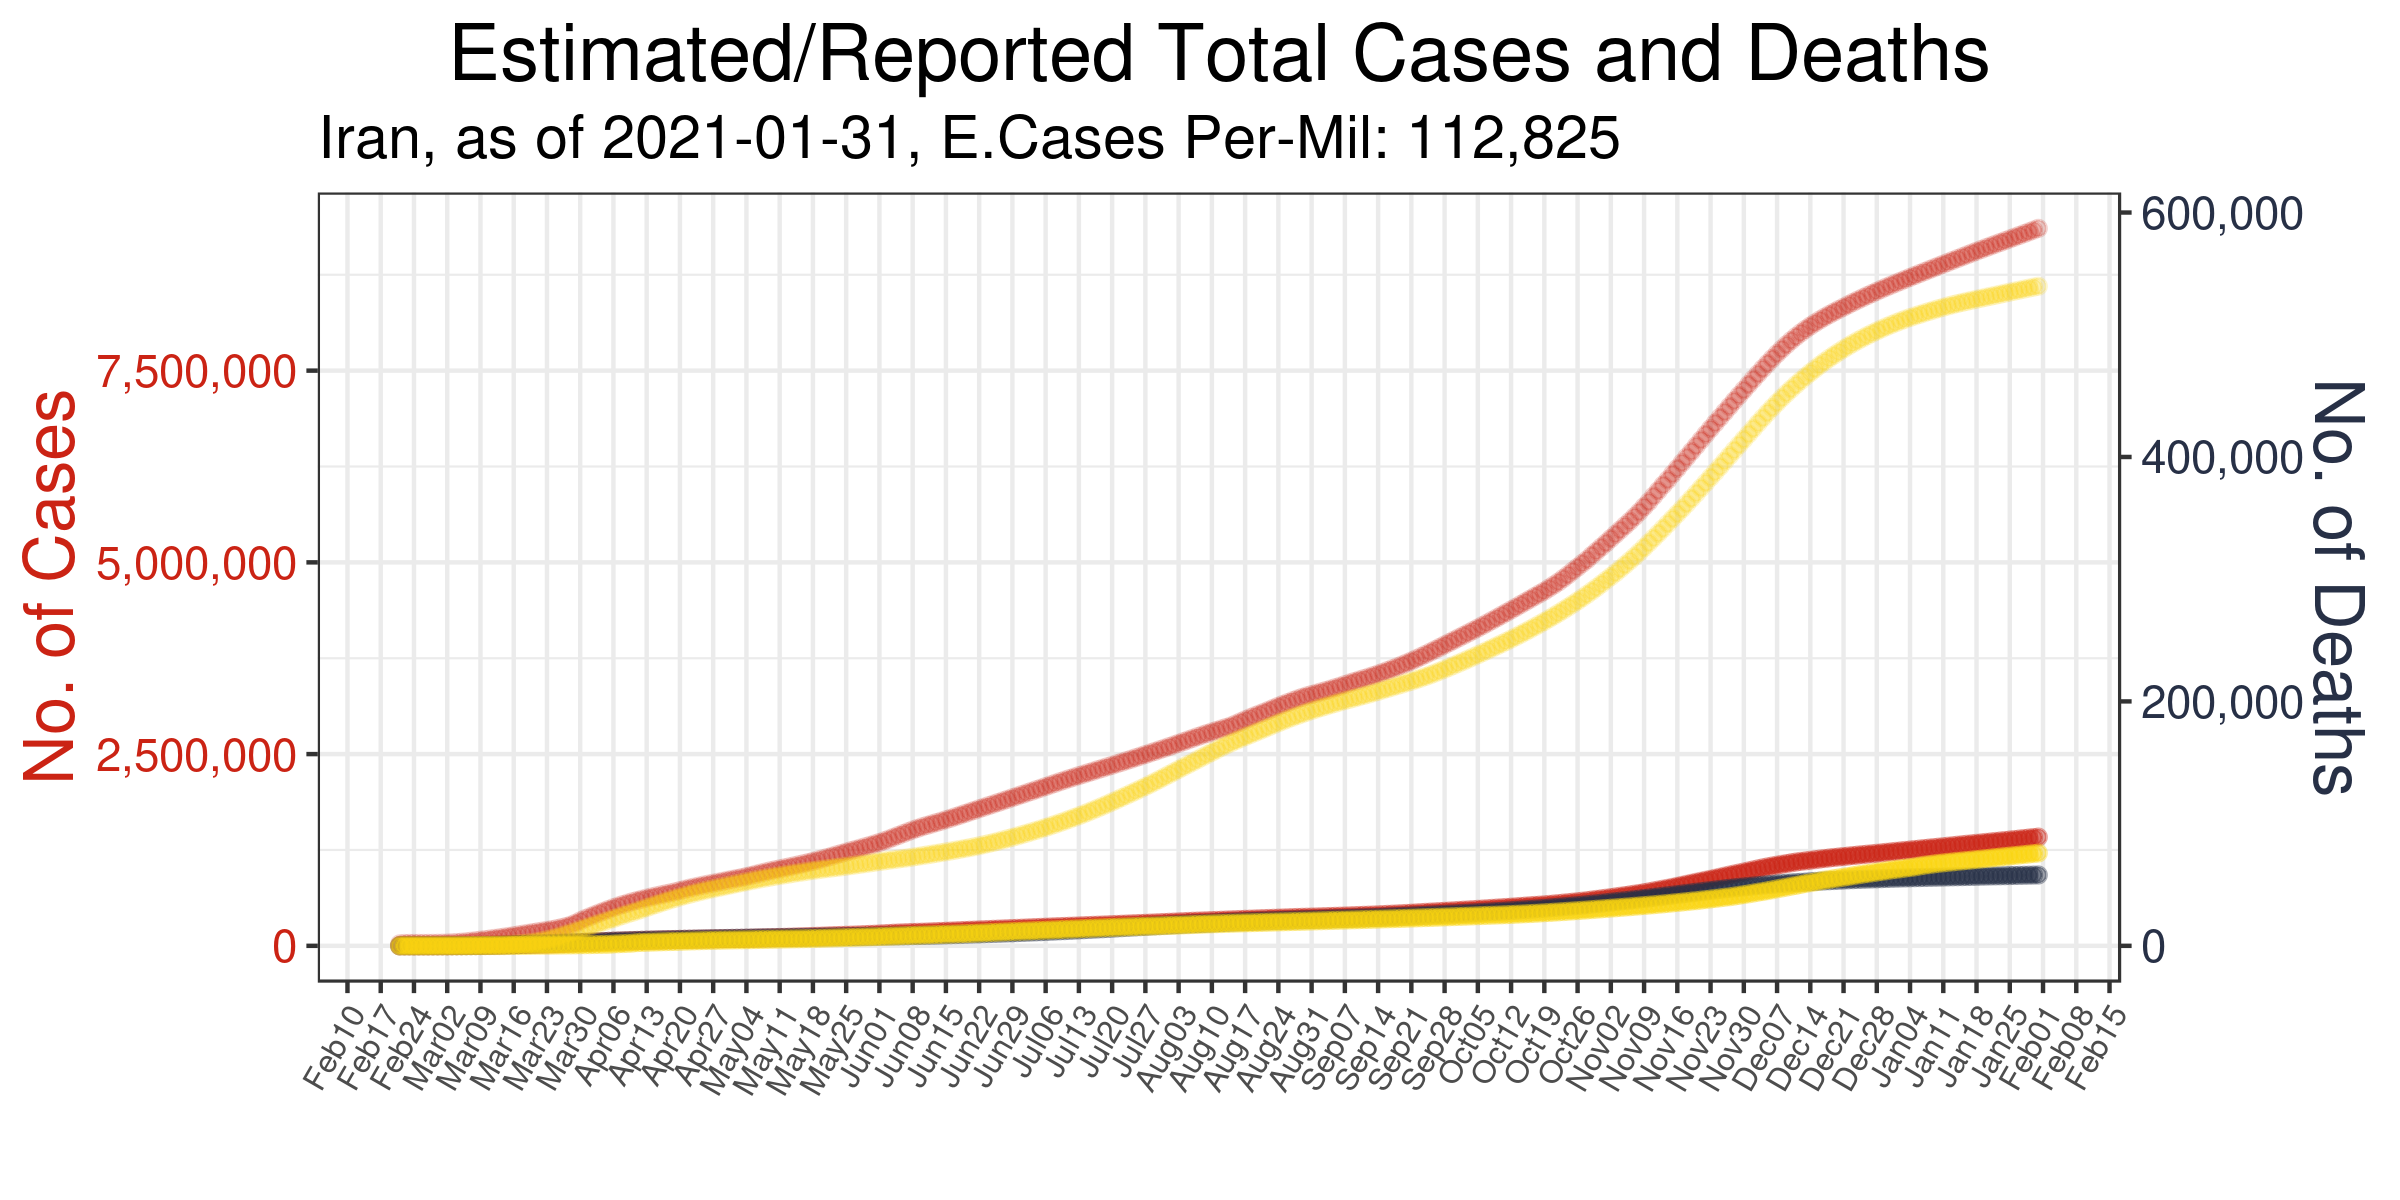 Estimated/Reported Total Cases and Deaths
Iran, as of 2021-01-31, E.Cases Per-Mil: 112,825
No. of Cases
7,500,000
5,000,000
2,500,000
0
600,000
400,000
200,000
0
No. of Deaths
Feb10
Feb17
Feb24
Mar02
Mar09
Mar16
Mar23
Mar30
Apr06
Apr13
Apr20
Apr27
May04
May11
May18
May25
Jun01
Jun08
Jun15
Jun22
Jun29
Jul06
Jul13
Jul20
Jul27
Aug03
Aug10
Aug17
Aug24
Aug31
Sep07
Sep14
Sep21
Sep28
Oct05
Oct12
Oct19
Oct26
Nov02
Nov09
Nov16
Nov23
Nov30
Dec07
Dec14
Dec21
Dec28
Jan04
Jan11
Jan18
Jan25
Feb01
Feb08
Feb15